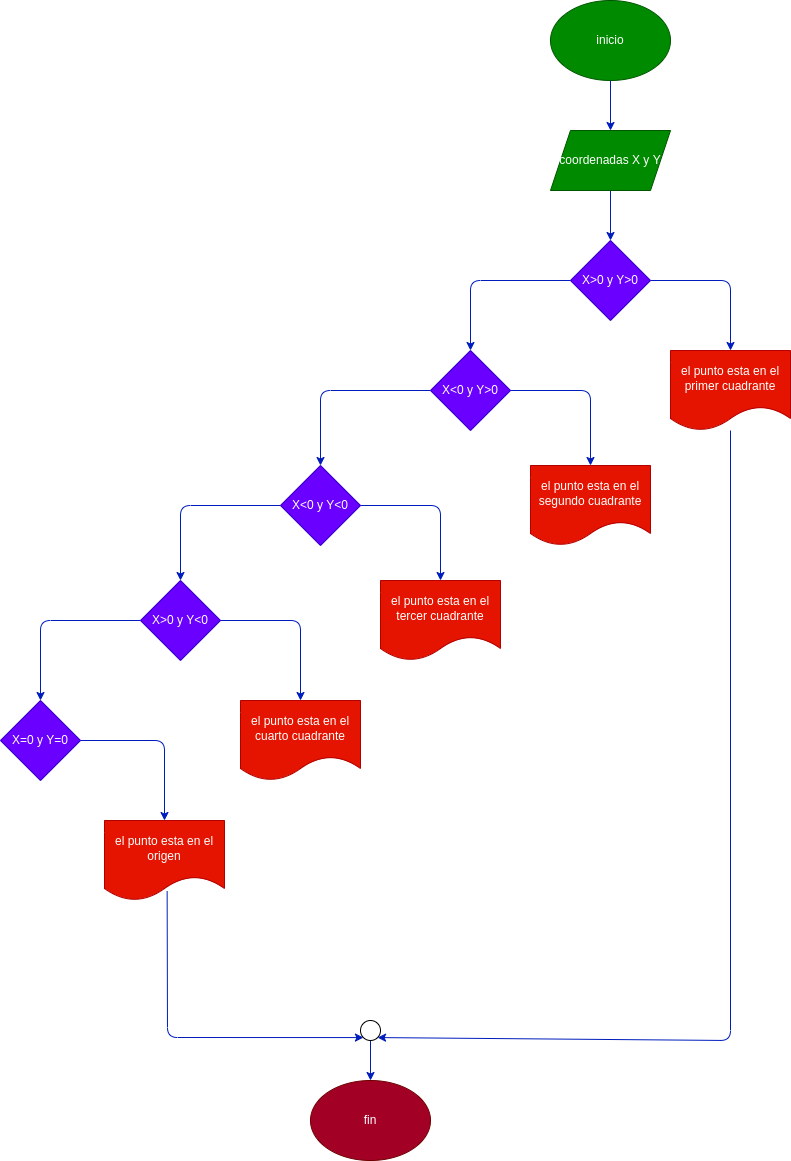 inicio
coordenadas X y Y
X>0 y Y>0
el punto esta en el
primer cuadrante
X<0 y Y>0
el punto esta en el
segundo cuadrante
X<0 y Y<0
el punto esta en el
tercer cuadrante
X>0 y Y<0
el punto esta en el
cuarto cuadrante
X=0 y Y=0
el punto esta en el
origen
fin